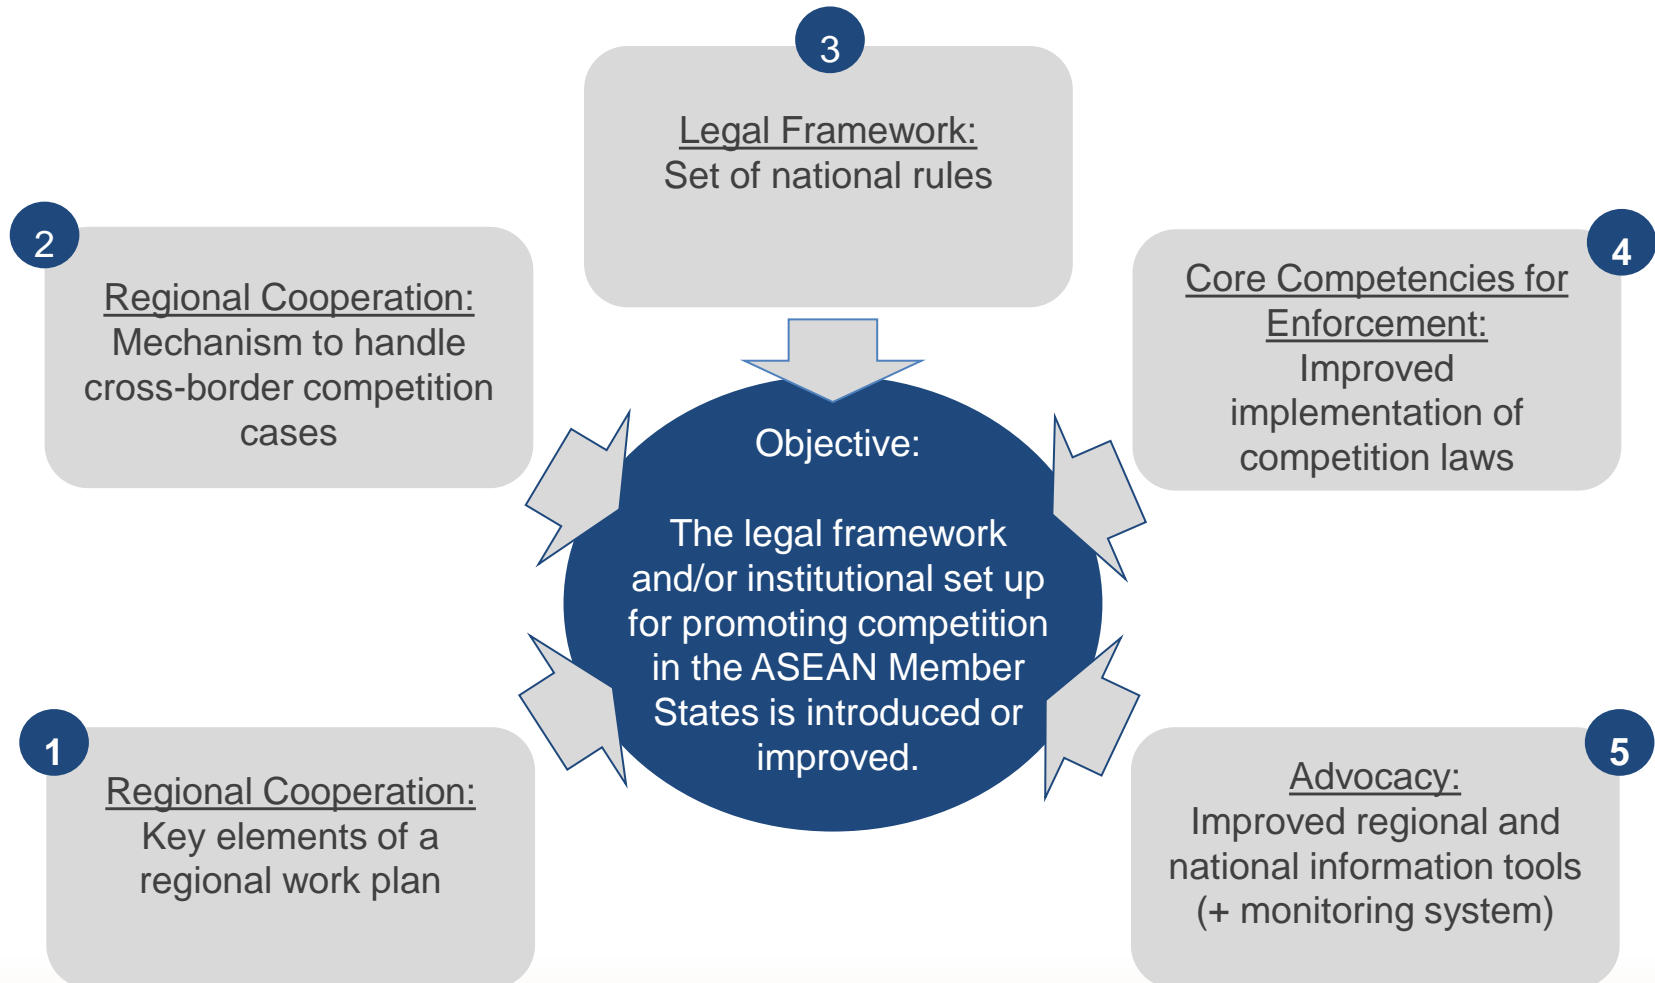 1
Regional Cooperation:
Key elements of a
regional work plan
2
Regional Cooperation:
Mechanism to handle
cross-border competition
cases
3
Legal Framework:
Set of national rules
4
Core Competencies for
Enforcement:
Improved
implementation of
competition laws
5
Advocacy:
Improved regional and
national information tools
(+ monitoring system)
Objective:
The legal framework
and/or institutional set up
for promoting competition
in the ASEAN Member
States is introduced or
improved.